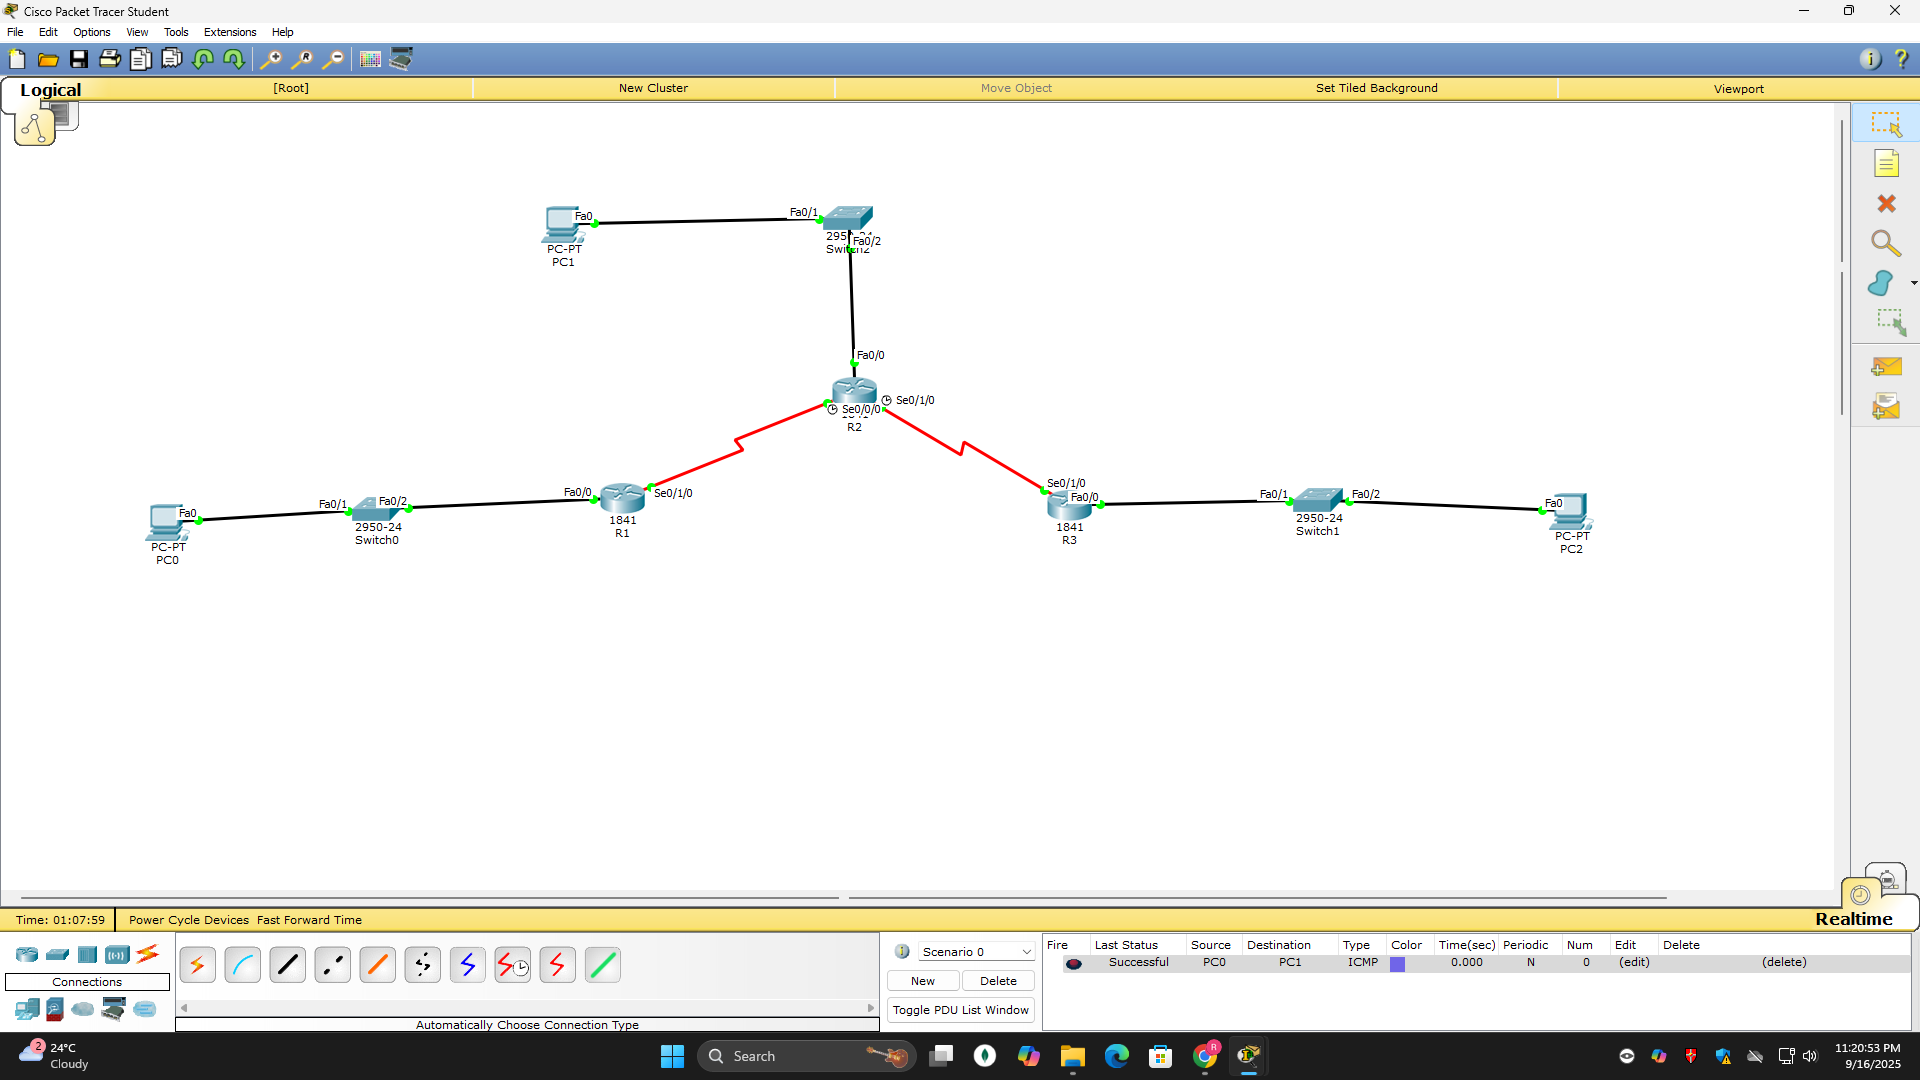 Cisco Packet Tracer Student
File Edit Options View Tools Extensions Help
Logical [Root] New Cluster Move Object Set Tiled Background Viewport
Fa0 Fa0/1
Fa0/2
Switch2
PC-PT
PC1
Fa0/0
Se0/1/0
Se0/0/0
R2
Fa0/0 Se0/1/0
Fa0 Fa0/1 Fa0/2
1841
R1
2950-24
Switch0
PC-PT
PC0
Se0/1/0
Fa0/0 Fa0/1 Fa0/2 Fa0
1841
R3
2950-24
Switch1
PC-PT
PC2
Time: 01:07:59 Power Cycle Devices Fast Forward Time
Realtime
Connections
Automatically Choose Connection Type
Scenario 0
New Delete
Toggle PDU List Window
Fire Last Status Source Destination Type Color Time(sec) Periodic Num Edit Delete
Successful PC0 PC1 ICMP 0.000 N 0 (edit) (delete)
2
24°C
Cloudy
Search
R
11:20:53 PM
9/16/2025